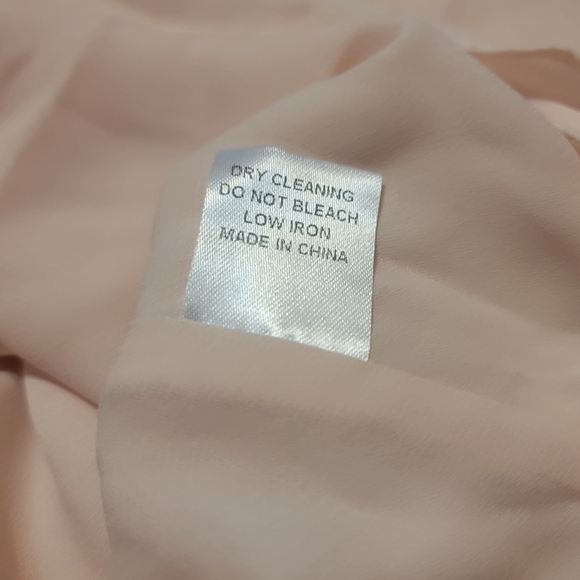 DRY CLEANING
DO NOT BLEACH
LOW IRON
MADE IN CHINA